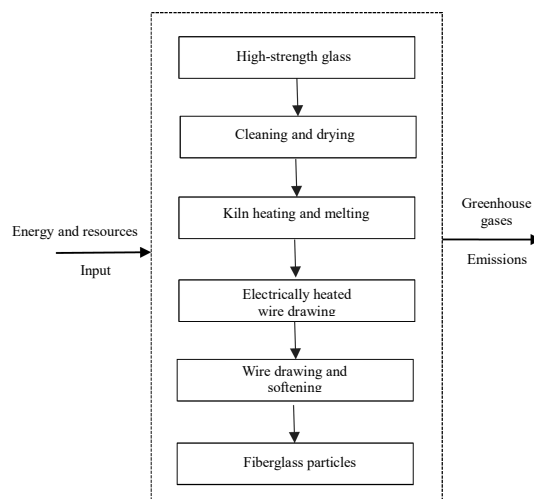 High-strength glass
Cleaning and drying
Kiln heating and melting
Energy and resources
Input
Greenhouse
gases
Emissions
Electrically heated
wire drawing
Wire drawing and
softening
Fiberglass particles